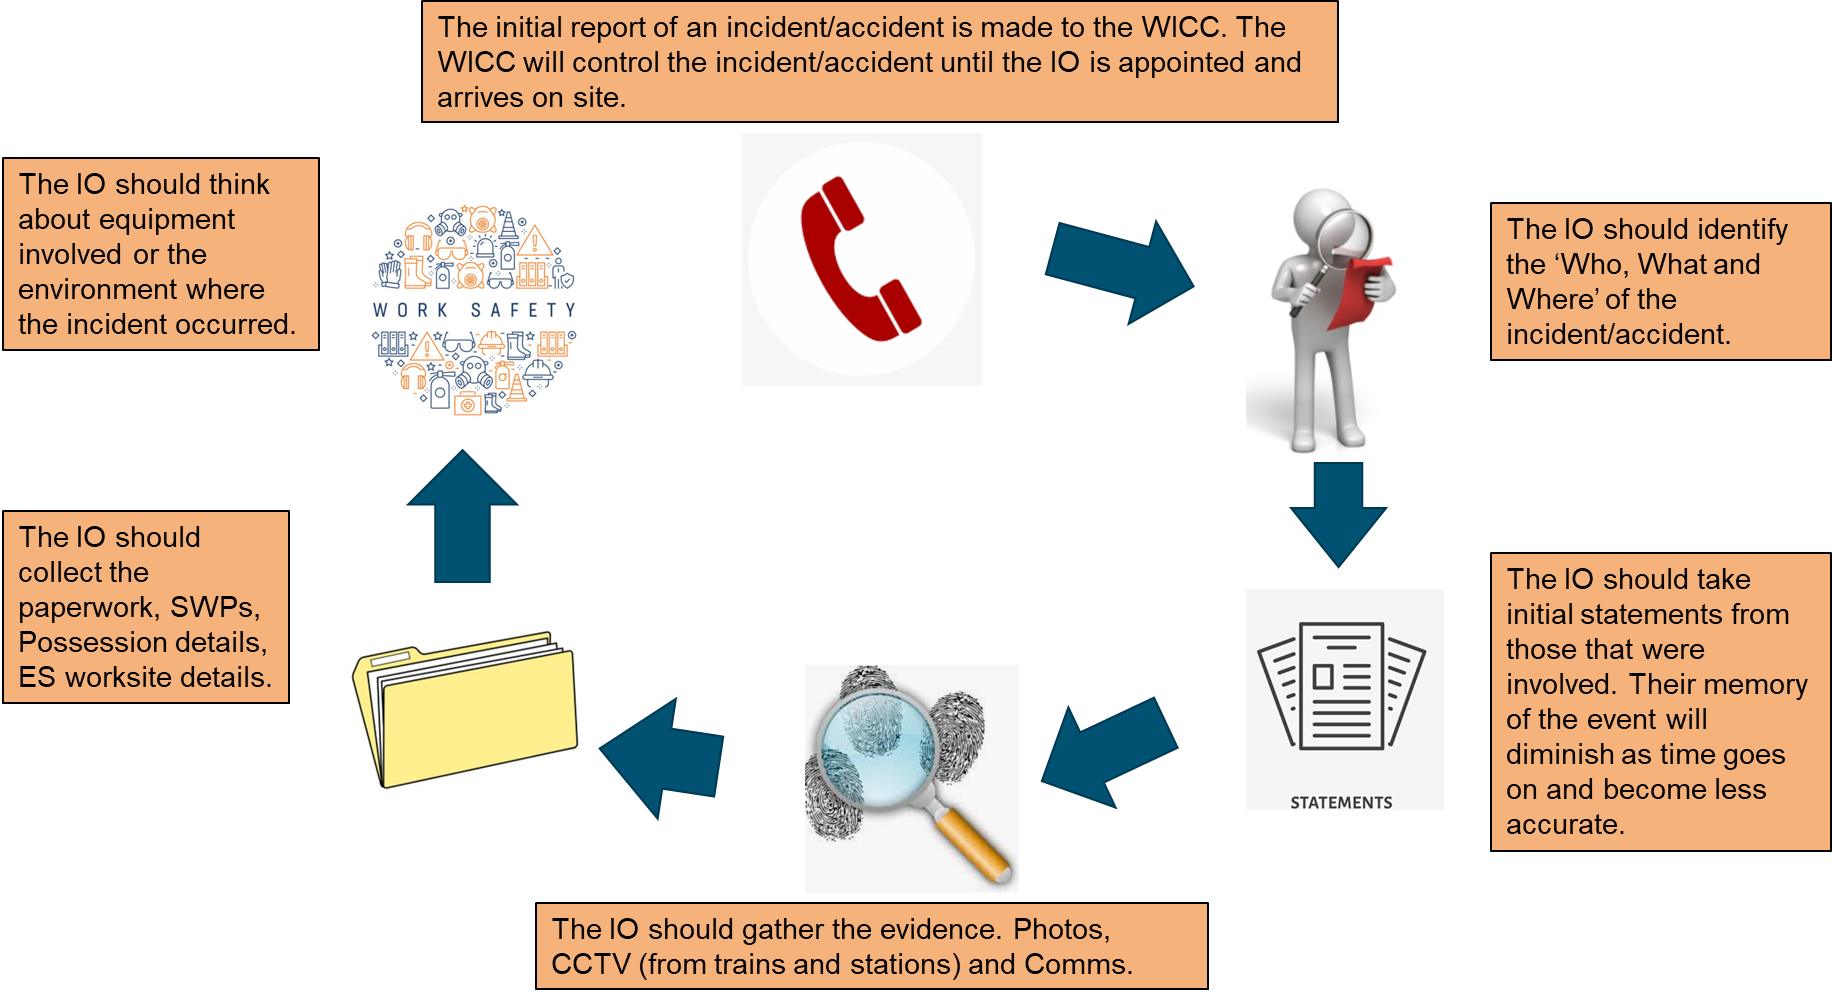 The initial report of an incident/accident is made to the WICC. The
WICC will control the incident/accident until the IO is appointed and
arrives on site.
The IO should identify
the ‘Who, What and
Where’ of the
incident/accident.
The IO should take
initial statements from
those that were
involved. Their memory
of the event will
diminish as time goes
on and become less
accurate.
STATEMENTS
The IO should gather the evidence. Photos,
CCTV (from trains and stations) and Comms.
The IO should
collect the
paperwork, SWPs,
Possession details,
ES worksite details.
The IO should think
about equipment
involved or the
environment where
the incident occurred.
WORK SAFETY